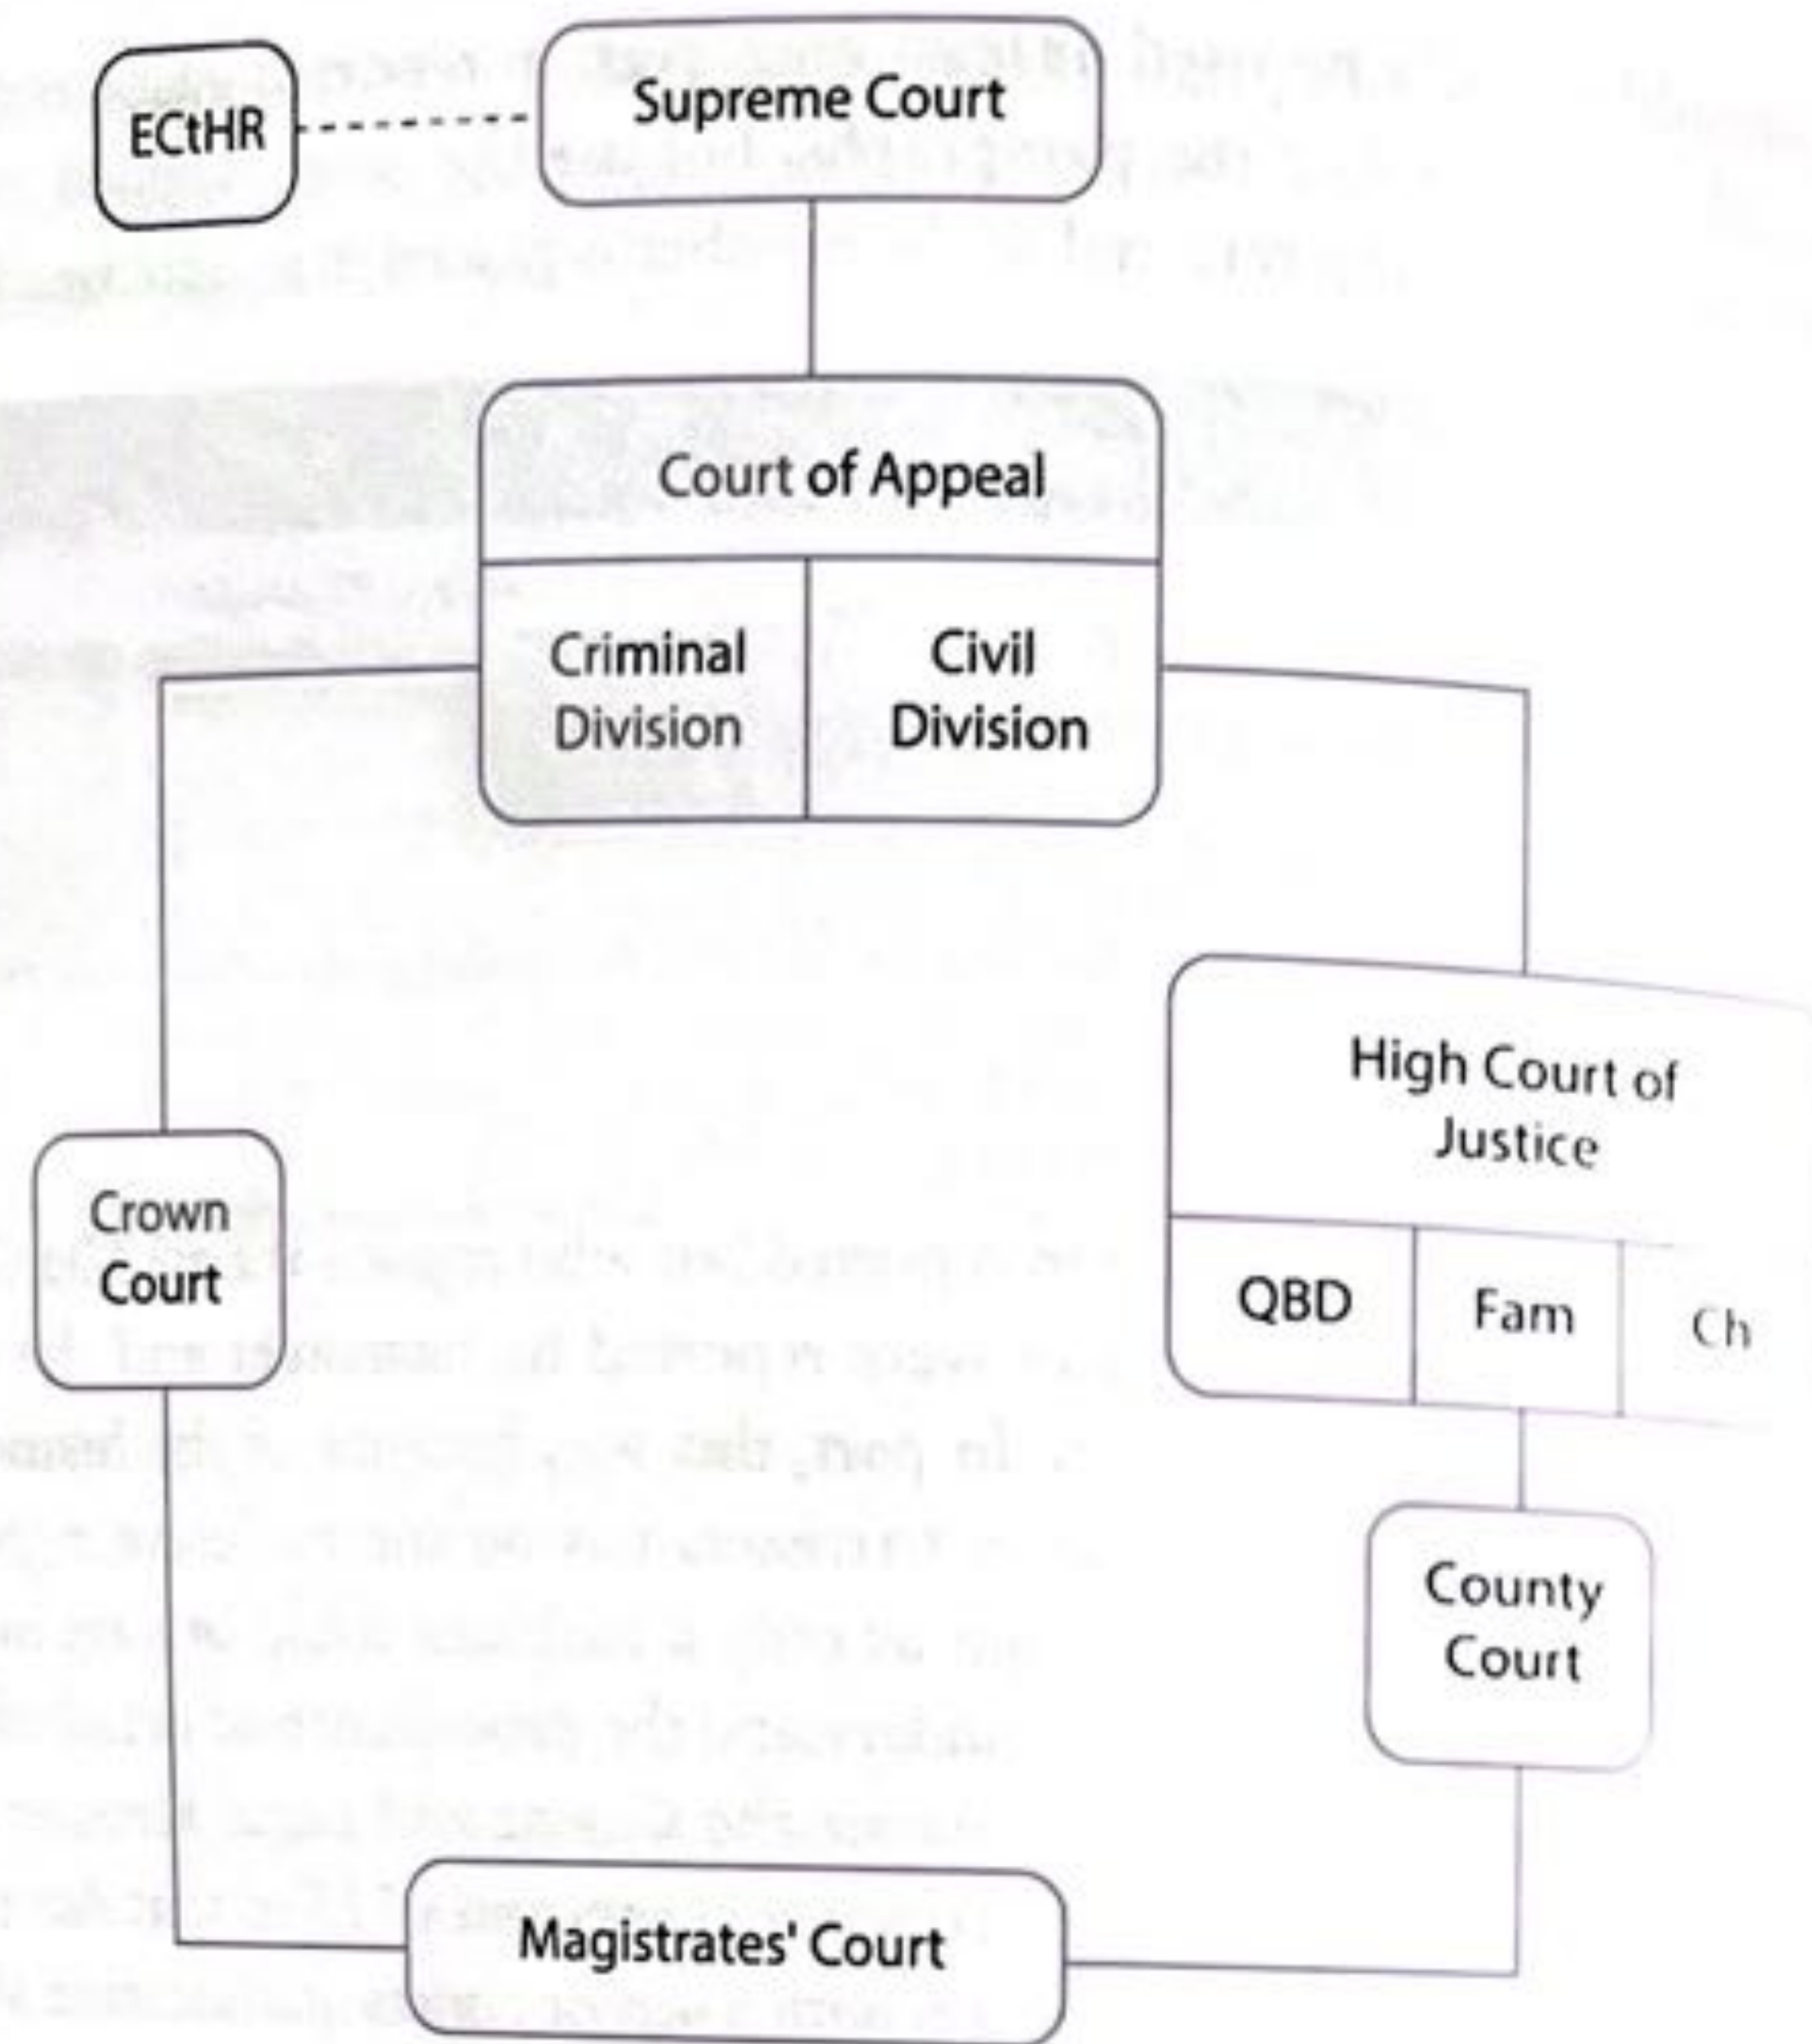 ECtHR
Supreme Court
Court of Appeal
Criminal
Division
Civil
Division
High Court of
Justice
Crown
Court
QBD
Fam
Ch
County
Court
Magistrates' Court